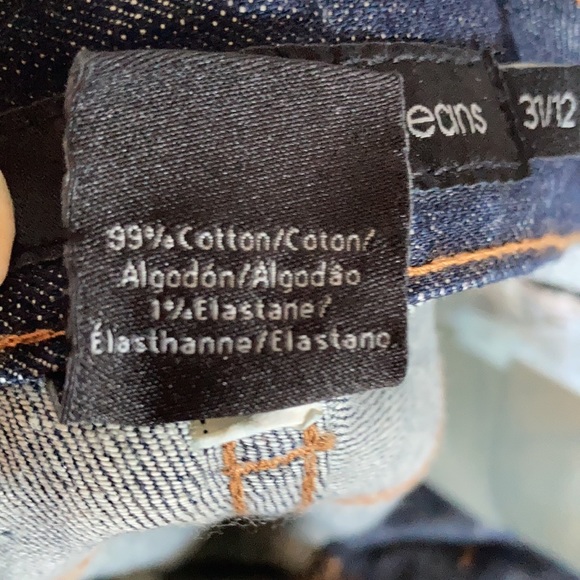 eans 31/12
99% Cotton/Coton/
Algodón/Algodão
1% Elastane/
Élasthanne/Elastano